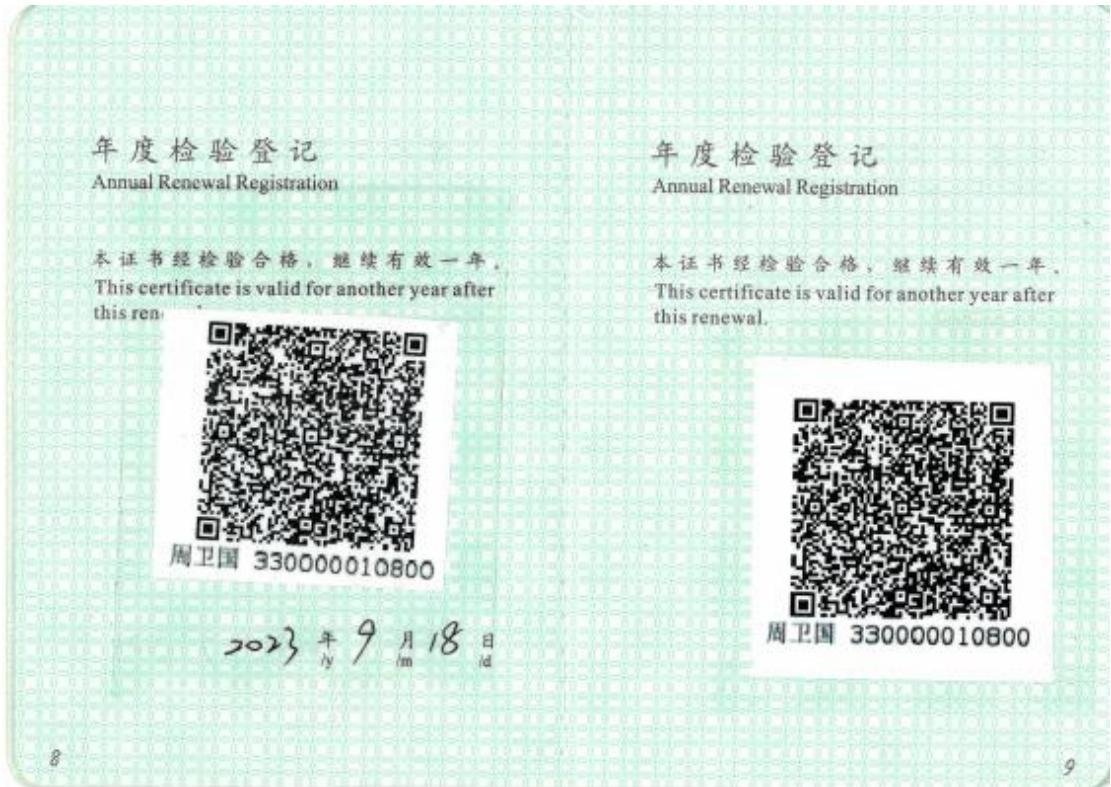 年度检验登记
Annual Renewal Registration
本证书经检验合格，继续有效一年。
This certificate is valid for another year after
this
周卫国 330000010800
2023 年 9 月 18 日
/y /m /d
8
年度检验登记
Annual Renewal Registration
本证书经检验合格，继续有效一年。
This certificate is valid for another year after
this renewal.
周卫国 330000010800
9